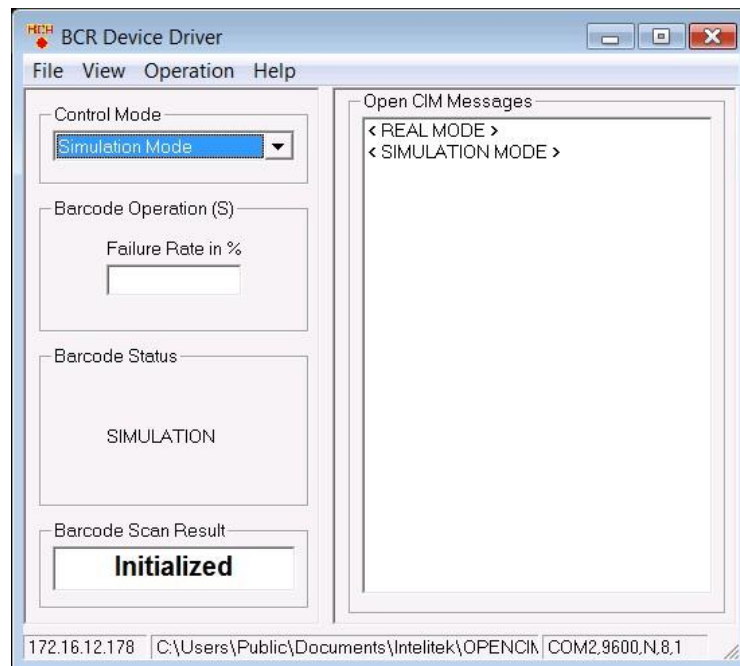 BCR BCR Device Driver
File View Operation Help
Control Mode
Simulation Mode
Barcode Operation (S)
Failure Rate in %
Barcode Status
SIMULATION
Barcode Scan Result
Initialized
Open CIM Messages
< REAL MODE >
< SIMULATION MODE >
172.16.12.178 C:\Users\Public\Documents\Intelitek\OPENCIM COM2,9600,N,8,1